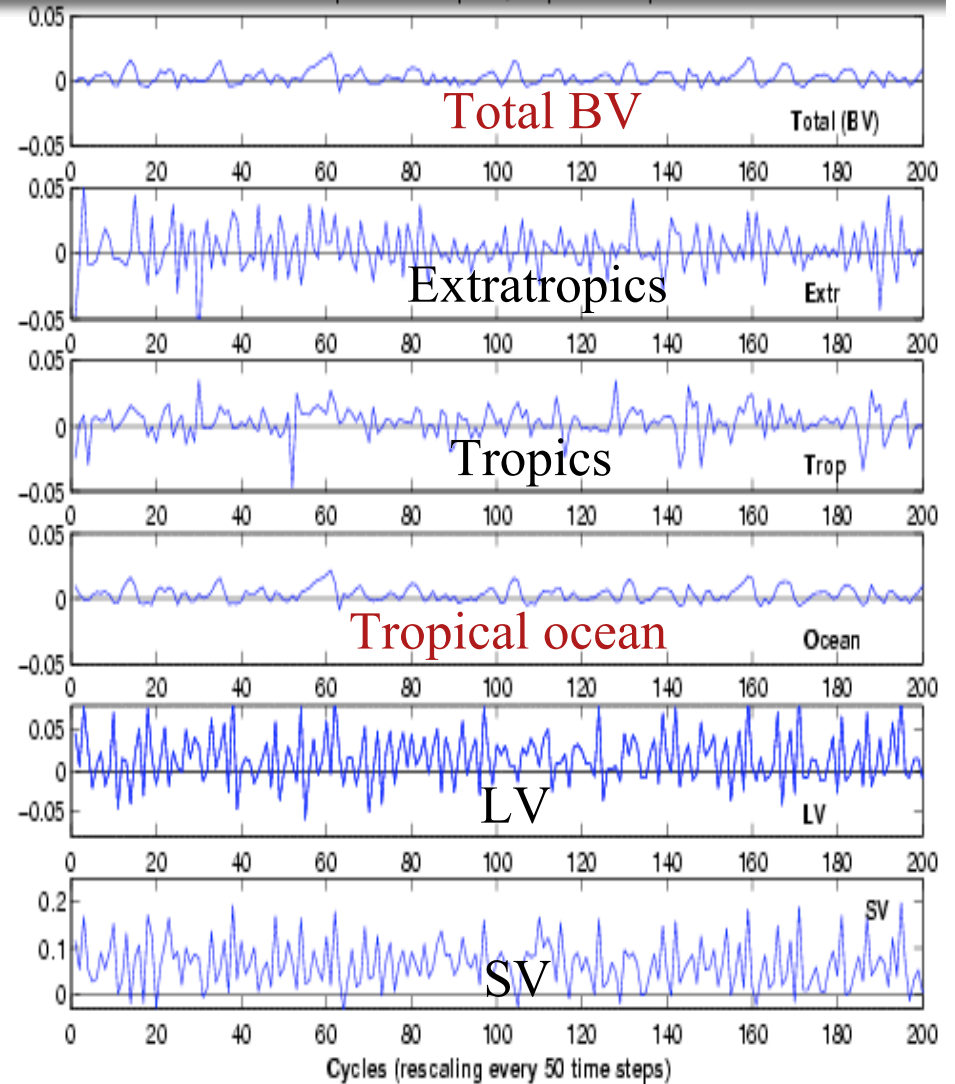 0.05
0
Total BV
Total (BV)
−0.05
0 20 40 60 80 100 120 140 160 180 200
0.05
0
Extratropics
Extr
−0.05
0 20 40 60 80 100 120 140 160 180 200
0.05
0
Tropics
Trop
−0.05
0 20 40 60 80 100 120 140 160 180 200
0.05
0
Tropical ocean
Ocean
−0.05
0 20 40 60 80 100 120 140 160 180 200
0.05
0
LV
LV
−0.05
0 20 40 60 80 100 120 140 160 180 200
0.2
SV
0.1
SV
0
0 20 40 60 80 100 120 140 160 180 200
Cycles (rescaling every 50 time steps)